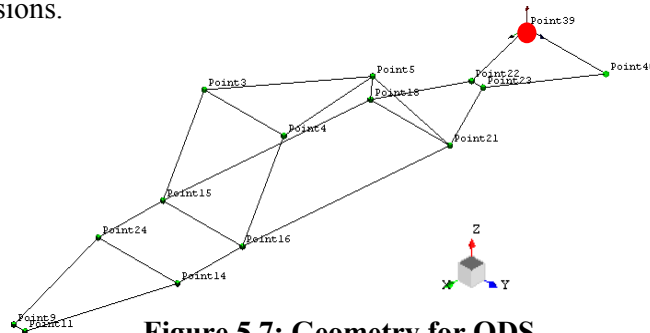 sions.
Point39
Point5
Point4
Point3
Point22
Point23
Point18
Point4
Point21
Point15
Point24
Point16
Z
Point14
X
Y
Point9
Point11
Figure 5.7: Geometry for ODS